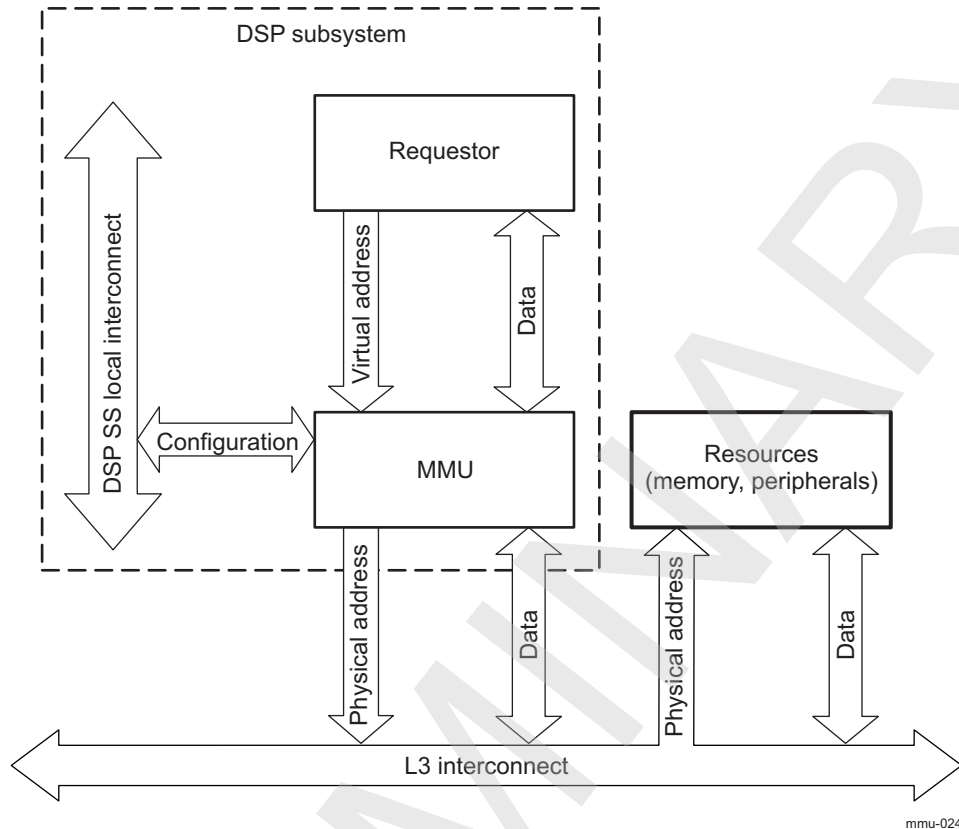 DSP subsystem
Requestor
DSP SS local interconnect
Virtual address
Data
Configuration
MMU
Resources
(memory, peripherals)
Physical address
Data
Physical address
Data
L3 interconnect
mmu-024